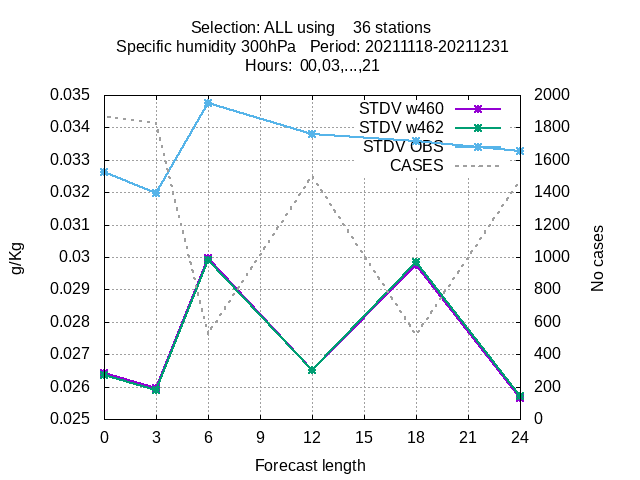 Selection: ALL using    36 stations
Specific humidity 300hPa   Period: 20211118-20211231
Hours:  00,03,...,21
0.035
0.034
0.033
0.032
0.031
0.03
0.029
0.028
0.027
0.026
0.025
g/Kg
STDV w460
STDV w462
STDV OBS
CASES
2000
1800
1600
1400
1200
1000
800
600
400
200
0
No cases
0 3 6 9 12 15 18 21 24
Forecast length